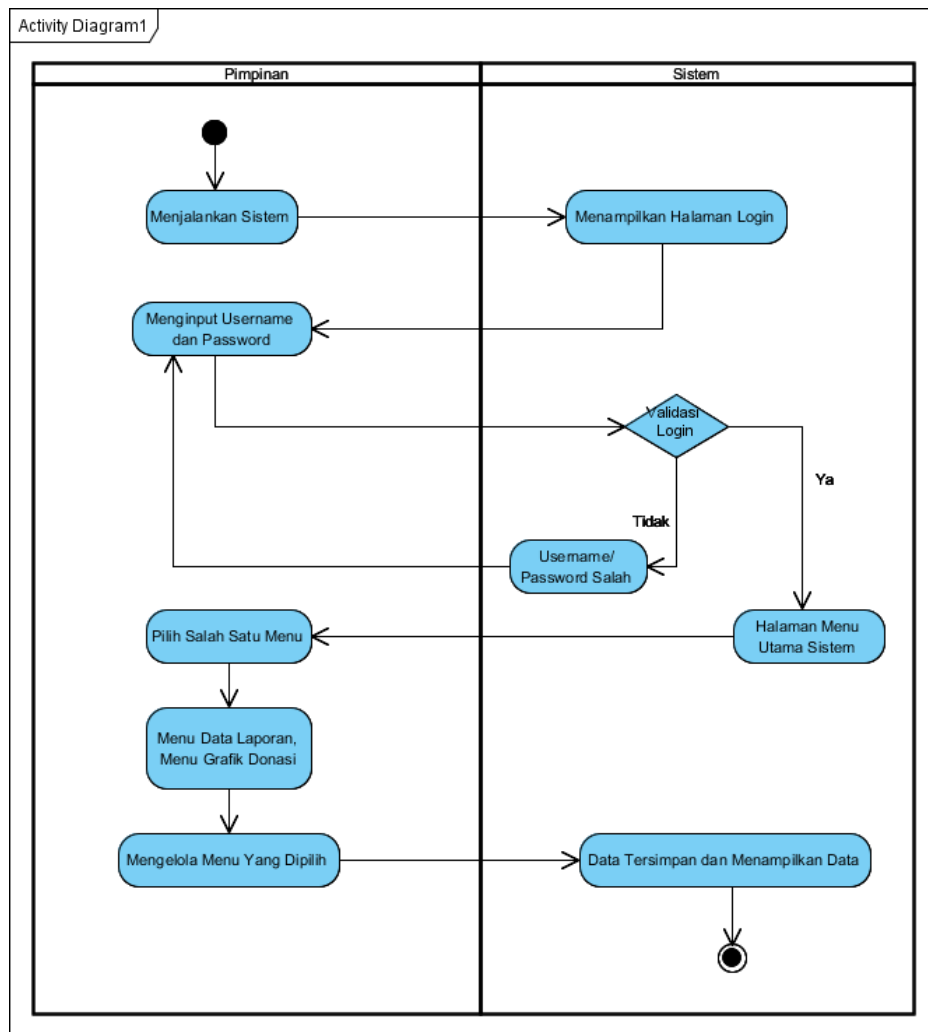 Activity Diagram1
Pimpinan
Sistem
Menjalankan Sistem
Menampilkan Halaman Login
Menginput Username
dan Password
Validasi
Login
Ya
Tidak
Username/
Password Salah
Pilih Salah Satu Menu
Halaman Menu
Utama Sistem
Menu Data Laporan,
Menu Grafik Donasi
Mengelola Menu Yang Dipilih
Data Tersimpan dan Menampilkan Data